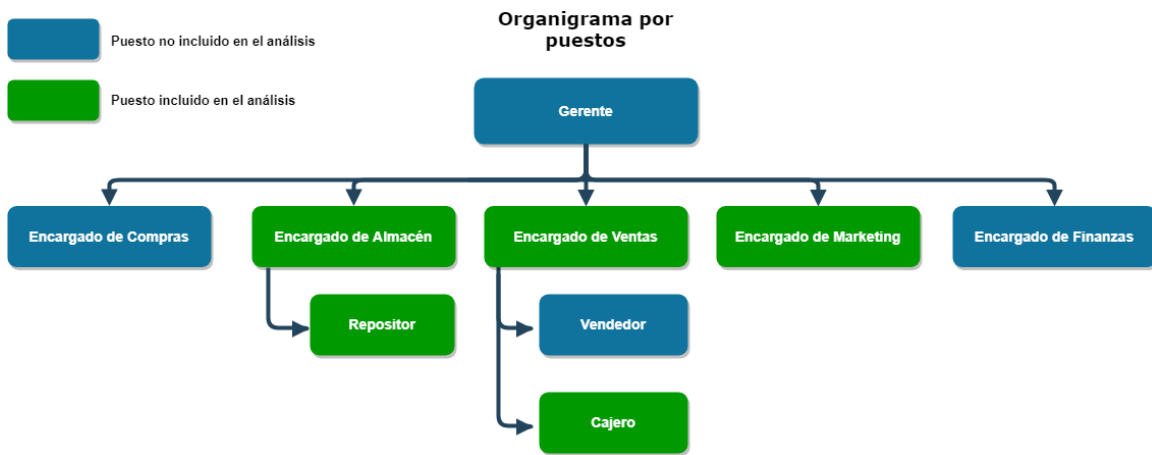 Organigrama por
puestos
Puesto no incluido en el análisis
Puesto incluido en el análisis
Gerente
Encargado de Compras
Encargado de Almacén
Encargado de Ventas
Encargado de Marketing
Encargado de Finanzas
Repositor
Vendedor
Cajero